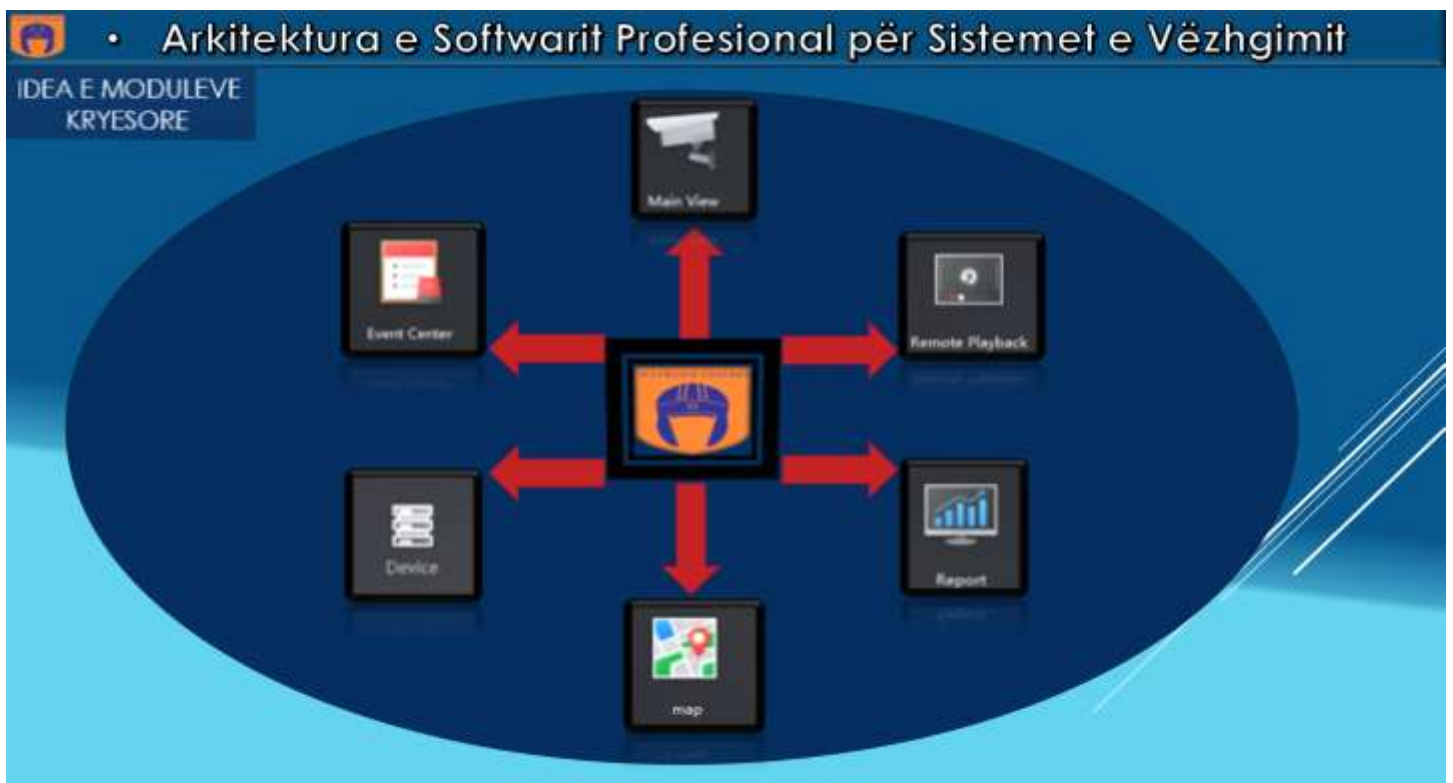 • Arkitektura e Softwarit Profesional për Sistemet e Vëzhgimit
IDEA E MODULEVE
KRYESORE
Main View
Event Center
Remote Playback
Device
Report
map